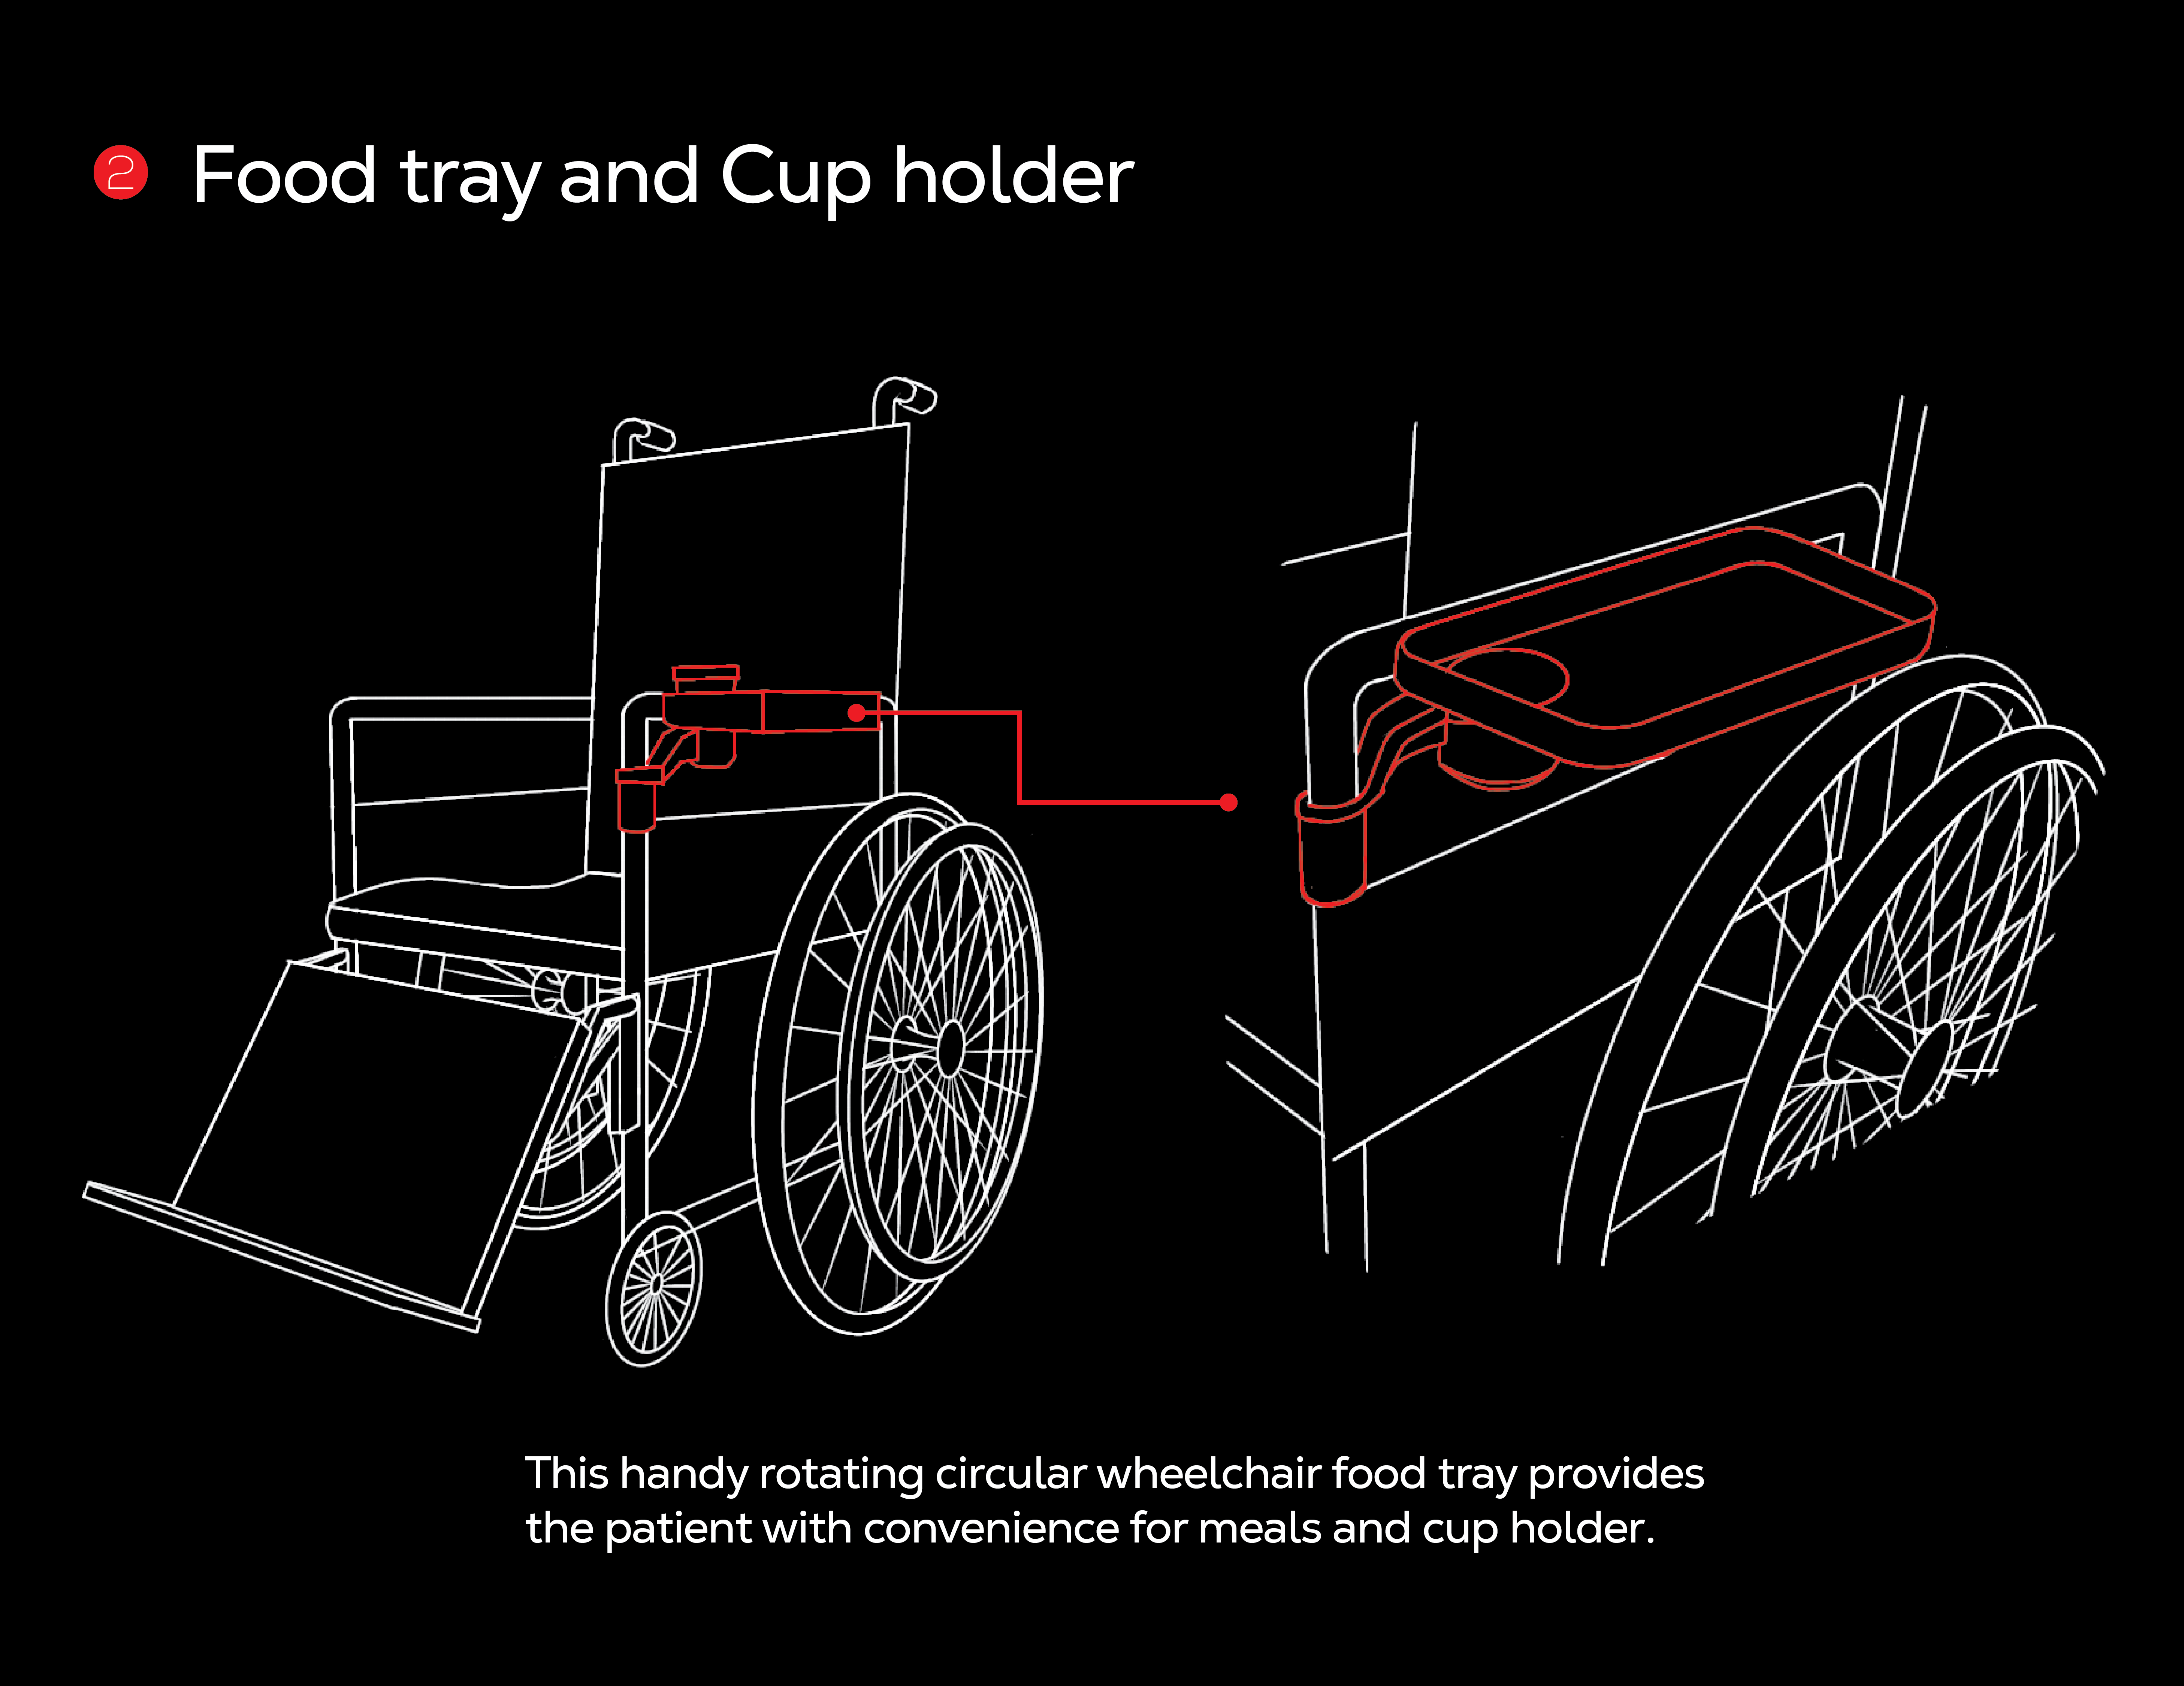 2 Food tray and Cup holder
This handy rotating circular wheelchair food tray provides
the patient with convenience for meals and cup holder.